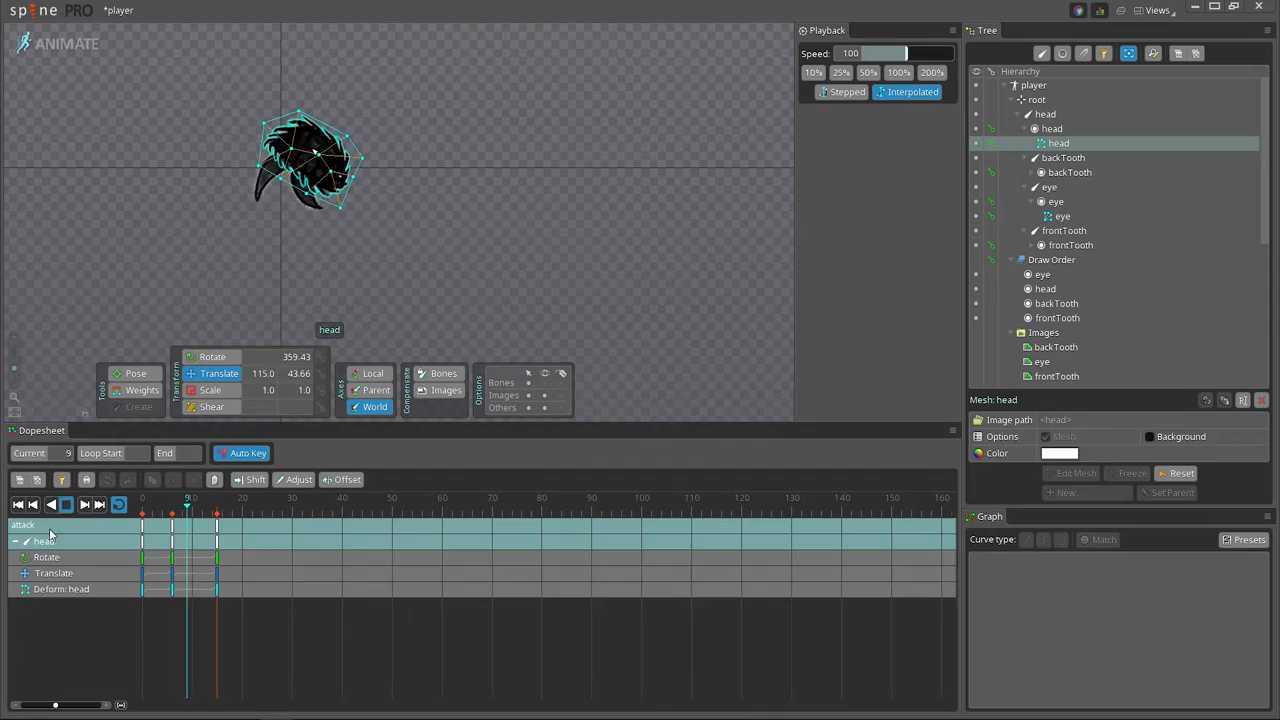 spine PRO *player
Views
ANIMATE
Playback
Speed: 100
10% 25% 50% 100% 200%
Stepped Interpolated
Tree
Hierarchy
player
root
head
head
head
backTooth
backTooth
eye
eye
eye
frontTooth
frontTooth
Draw Order
eye
head
backTooth
frontTooth
Images
backTooth
eye
frontTooth
head
Tools
Pose
Weights
Create
Transform
Rotate 359.43
Translate 115.0 43.66
Scale 1.0 1.0
Shear
Axes
Local
Parent
World
Compensate
Bones
Images
Options
Bones
Images
Others
Mesh: head
Image path <head>
Options Mesh Background
Color
Edit Mesh Freeze Reset
New... Set Parent
Dopesheet
Current 9 Loop Start End Auto Key
Shift Adjust Offset
0 9 10 20 30 40 50 60 70 80 90 100 110 120 130 140 150 160
attack
head
Rotate
Translate
Deform: head
Graph
Curve type: Match Presets